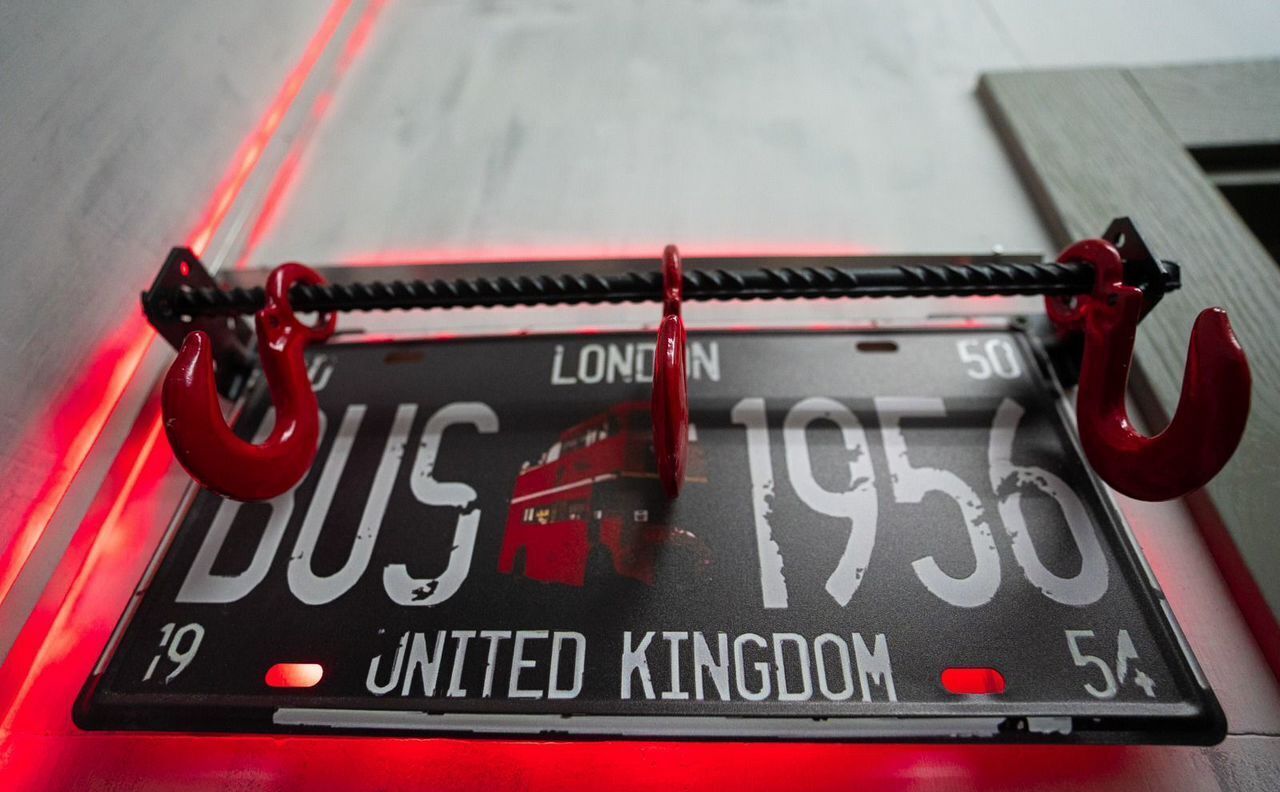 LONDON 50
BUS 1956
19 UNITED KINGDOM 54